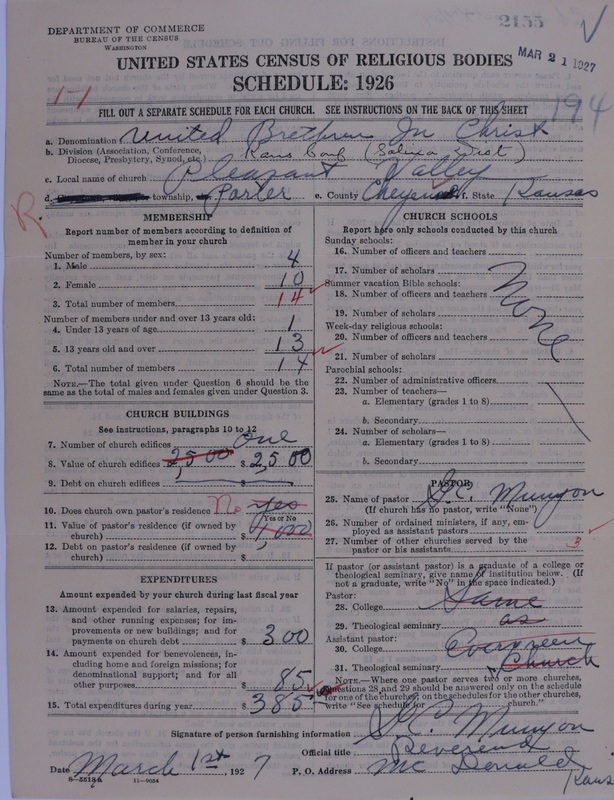 2155
DEPARTMENT OF COMMERCE
BUREAU OF THE CENSUS
WASHINGTON
MAR 21 1927
UNITED STATES CENSUS OF RELIGIOUS BODIES
SCHEDULE: 1926
1-1
194
FILL OUT A SEPARATE SCHEDULE FOR EACH CHURCH. SEE INSTRUCTIONS ON THE BACK OF THIS SHEET
a. Denomination United Brethren In Christ
b. Division (Association, Conference, Diocese, Presbytery, Synod, etc.) Kans Conf (Salina Dist)
c. Local name of church Pleasant Valley
d. township, Porter e. County Cheyenne f. State Kansas
R
MEMBERSHIP
Report number of members according to definition of
member in your church
Number of members, by sex:
1. Male 4
2. Female 10
3. Total number of members 14
Number of members under and over 13 years old:
4. Under 13 years of age 1
5. 13 years old and over 13
6. Total number of members 14
NOTE.—The total given under Question 6 should be
same as the total of males and females given under Question 3.
CHURCH BUILDINGS
See instructions, paragraphs 10 to 12
7. Number of church edifices one
8. Value of church edifices 2,500 $ 2,500
9. Debt on church edifices $
10. Does church own pastor's residence No Yes
Yes or No
11. Value of pastor's residence (if owned by
church) $ 1,000
12. Debt on pastor's residence (if owned by
church) $
EXPENDITURES
Amount expended by your church during last fiscal year
13. Amount expended for salaries, repairs,
and other running expenses; for im-
provements or new buildings; and for
payments on church debt $ 300
14. Amount expended for benevolences, in-
cluding home and foreign missions; for
denominational support; and for all
other purposes $ 85
15. Total expenditures during year $ 385
CHURCH SCHOOLS
Report here only schools conducted by this church
Sunday schools:
16. Number of officers and teachers
17. Number of scholars
Summer vacation Bible schools:
18. Number of officers and teachers
19. Number of scholars
None
Week-day religious schools:
20. Number of officers and teachers
21. Number of scholars
Parochial schools:
22. Number of administrative officers
23. Number of teachers—
a. Elementary (grades 1 to 8)
b. Secondary
24. Number of scholars—
a. Elementary (grades 1 to 8)
b. Secondary
PASTOR
25. Name of pastor Munyon
(If church has no pastor, write "None")
26. Number of ordained ministers, if any, em-
ployed as assistant pastors
27. Number of other churches served by the
pastor or his assistants 3
If pastor (or assistant pastor) is a graduate of a college or
theological seminary, give name of institution below. (If
not a graduate, write "No" in the space indicated.)
Pastor:
28. College Same
29. Theological seminary as
Assistant pastor:
30. College Evergreen
31. Theological seminary Church
NOTE.—Where one pastor serves two or more churches,
questions 28 and 29 should be answered only on the schedule
for one of the churches; on the schedules for the other churches,
write "See schedule for church."
Signature of person furnishing information Munyon
Official title Reverend
Date March 1st, 1927 P. O. Address Mc Donald Kans
11—9054